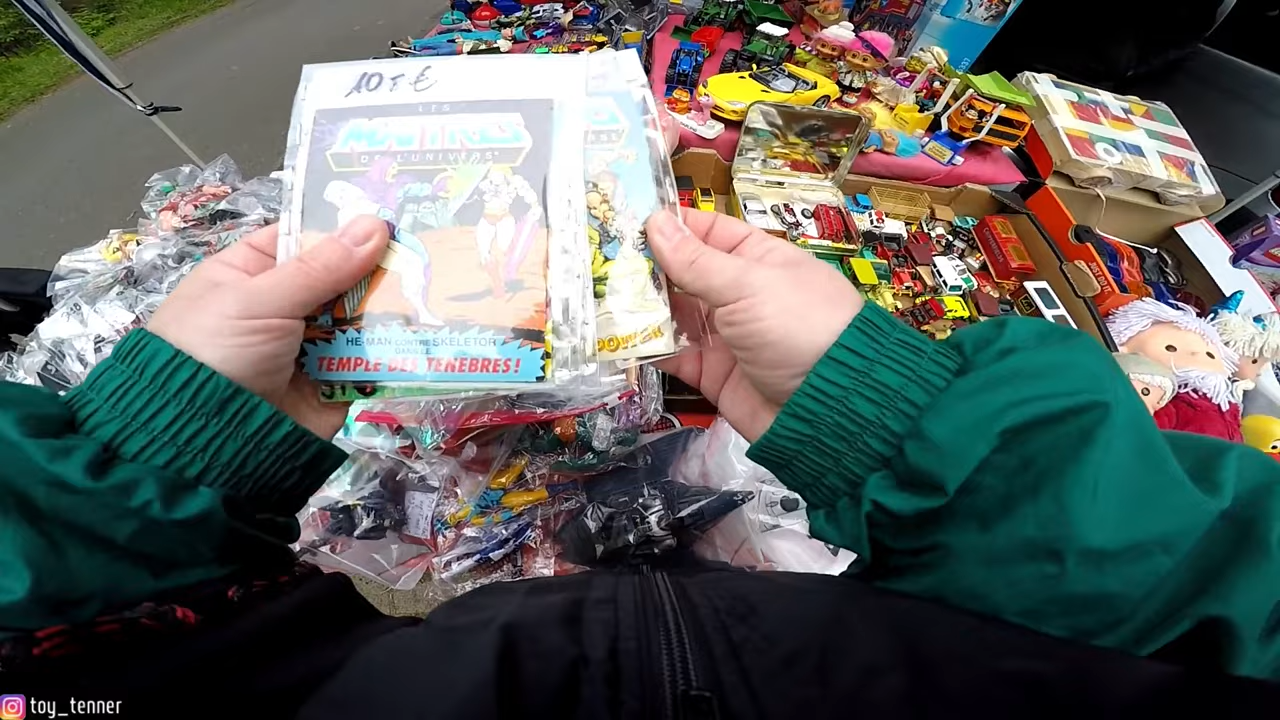 10 € 
LES
MAITRES
DE L'UNIVERS
HE-MAN CONTRE SKELETOR
DANS LE
TEMPLE DES TENEBRES!
POWER
toy_tenner